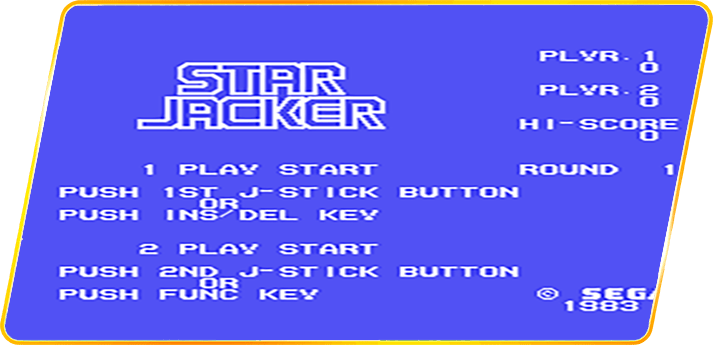 STAR
JACKER
PLYR.1
0
PLYR.2
0
HI-SCORE
0
1 PLAY START
ROUND 1
PUSH 1ST J-STICK BUTTON
OR
PUSH INS/DEL KEY
2 PLAY START
PUSH 2ND J-STICK BUTTON
OR
PUSH FUNC KEY
© SEGA
1983